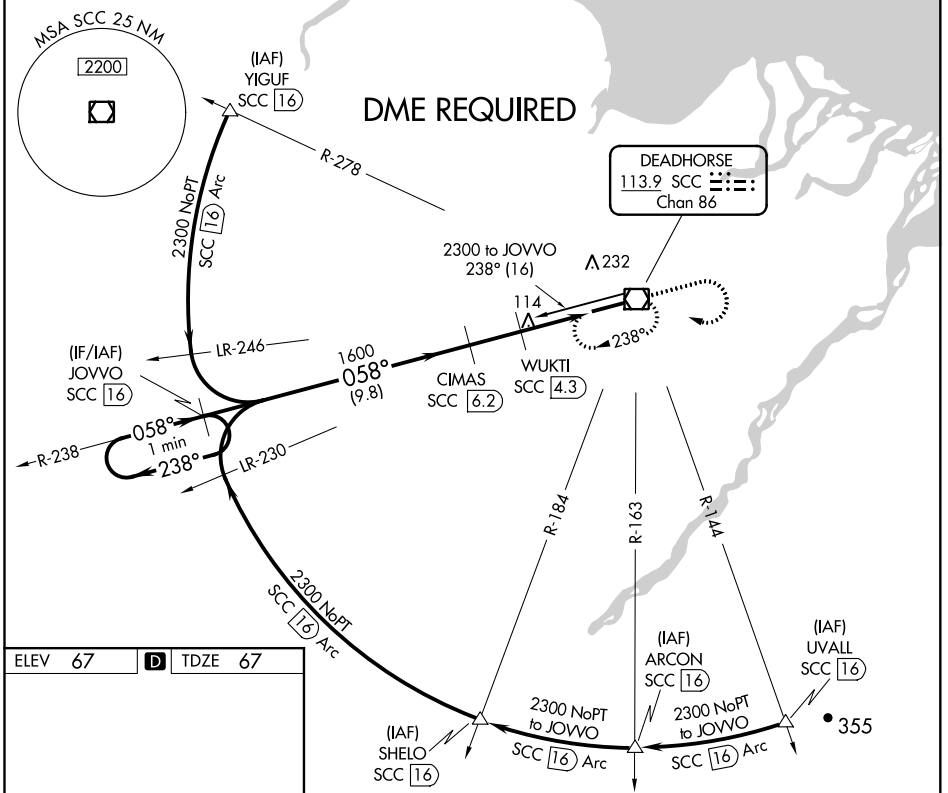 MSA SCC 25 NM
2200
(IAF)
YIGUF
SCC 16
DME REQUIRED
R-278
DEADHORSE
113.9 SCC
Chan 86
2300 NoPT
SCC 16 Arc
2300 to JOVVO
238° (16)
232
114
238°
(IF/IAF)
JOVVO
SCC 16
LR-246
1600
058°
(9.8)
CIMAS
SCC 6.2
WUKTI
SCC 4.3
R-238
058°
1 min
238°
LR-230
R-184
R-163
R-144
2300 NoPT
SCC 16 Arc
ELEV 67 D TDZE 67
(IAF)
SHELO
SCC 16
2300 NoPT
to JOVVO
SCC 16 Arc
(IAF)
ARCON
SCC 16
2300 NoPT
to JOVVO
SCC 16 Arc
(IAF)
UVALL
SCC 16
355